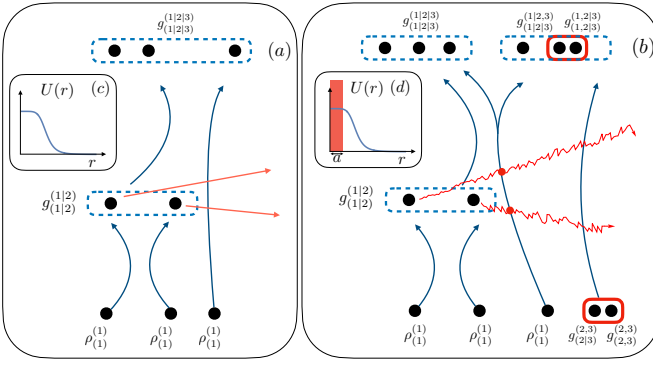 g^{(1|2|3)}_{(1|2|3)} (a)
U(r) (c)
r
g^{(1|2)}_{(1|2)}
ρ^{(1)}_{(1)} ρ^{(1)}_{(1)} ρ^{(1)}_{(1)}
g^{(1|2|3)}_{(1|2|3)} g^{(1|2,3)}_{(1|2|3)} g^{(1,2|3)}_{(1,2|3)} (b)
U(r) (d)
a r
g^{(1|2)}_{(1|2)}
ρ^{(1)}_{(1)} ρ^{(1)}_{(1)} ρ^{(1)}_{(1)} g^{(2,3)}_{(2|3)} g^{(2,3)}_{(2,3)}